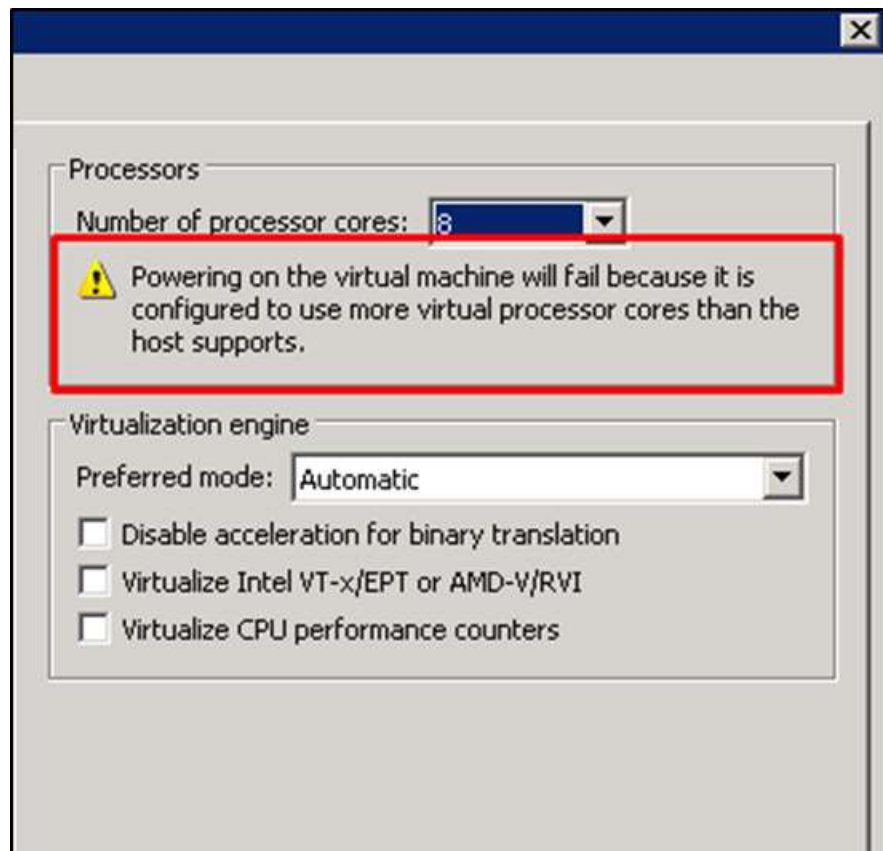 Processors
Number of processor cores: 8
Powering on the virtual machine will fail because it is
configured to use more virtual processor cores than the
host supports.
Virtualization engine
Preferred mode: Automatic
Disable acceleration for binary translation
Virtualize Intel VT-x/EPT or AMD-V/RVI
Virtualize CPU performance counters